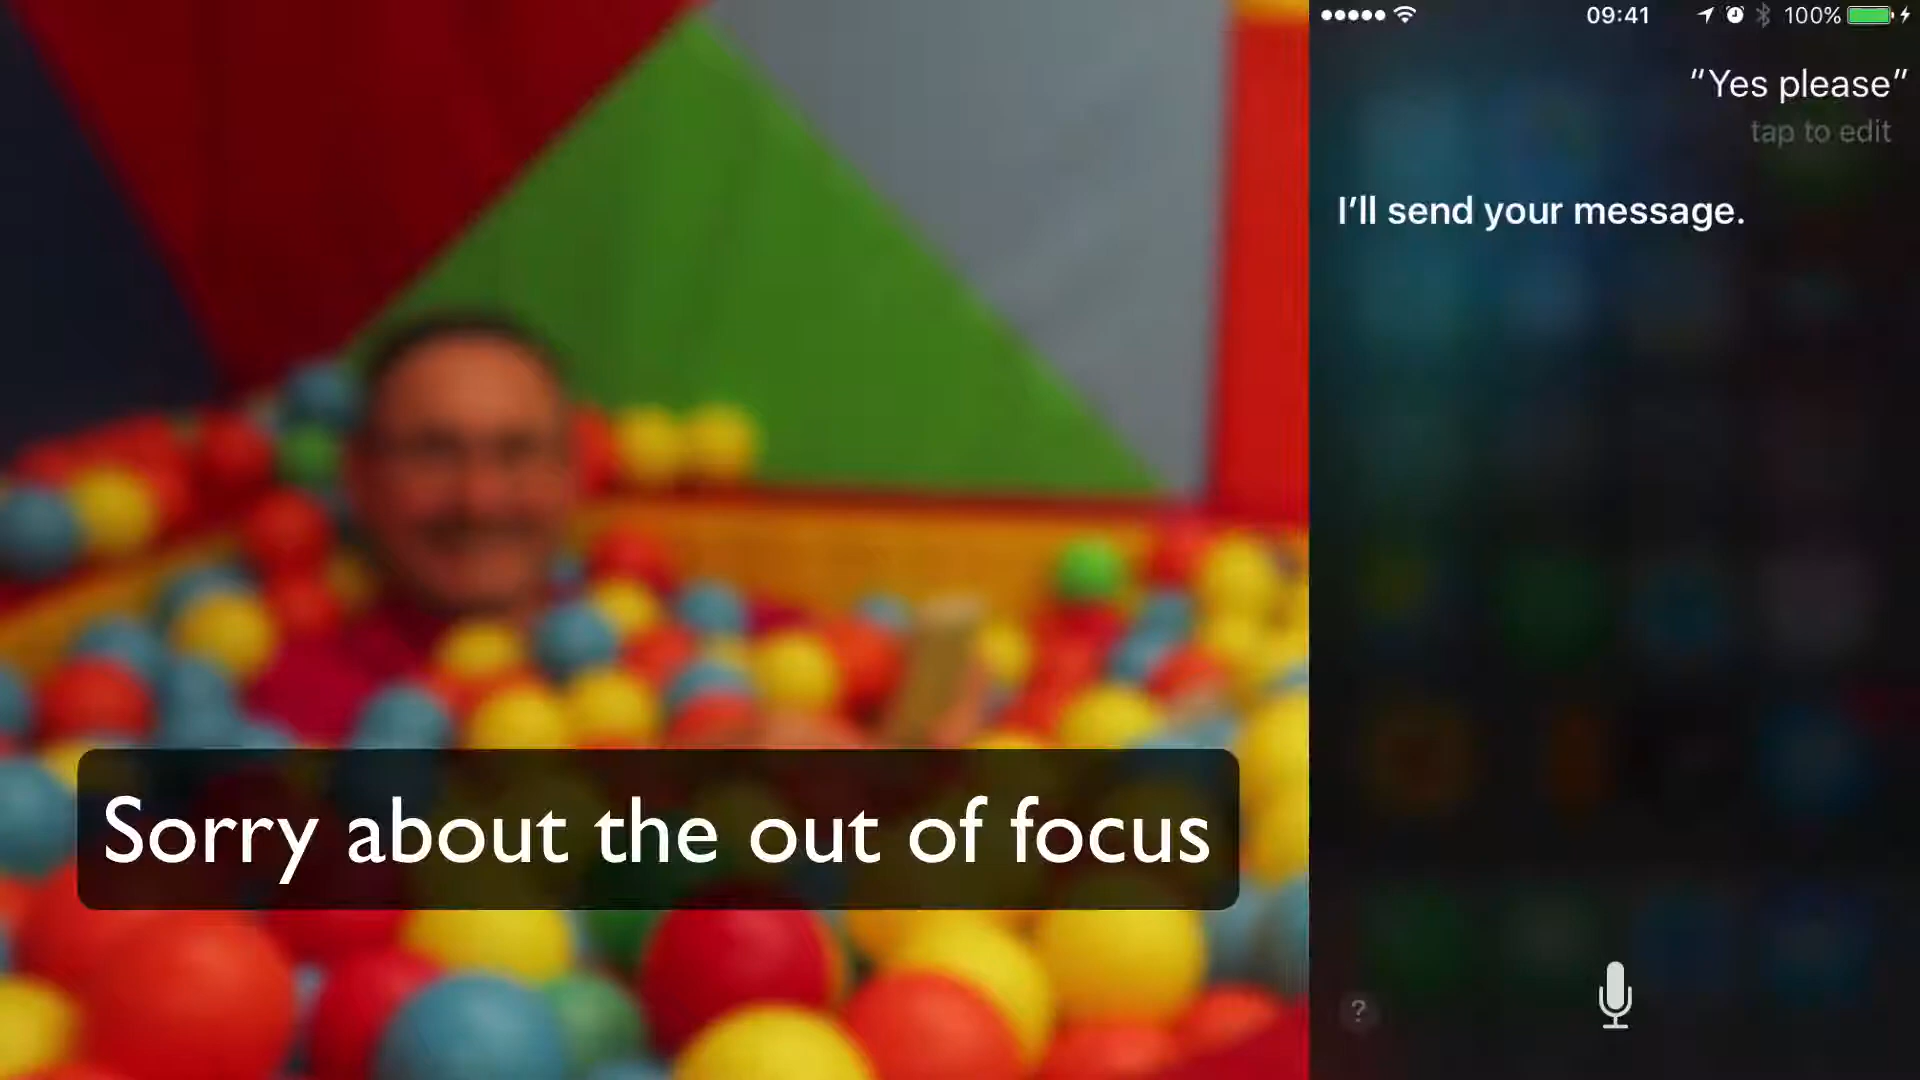 09:41
100%
“Yes please”
tap to edit
I’ll send your message.
Sorry about the out of focus
?